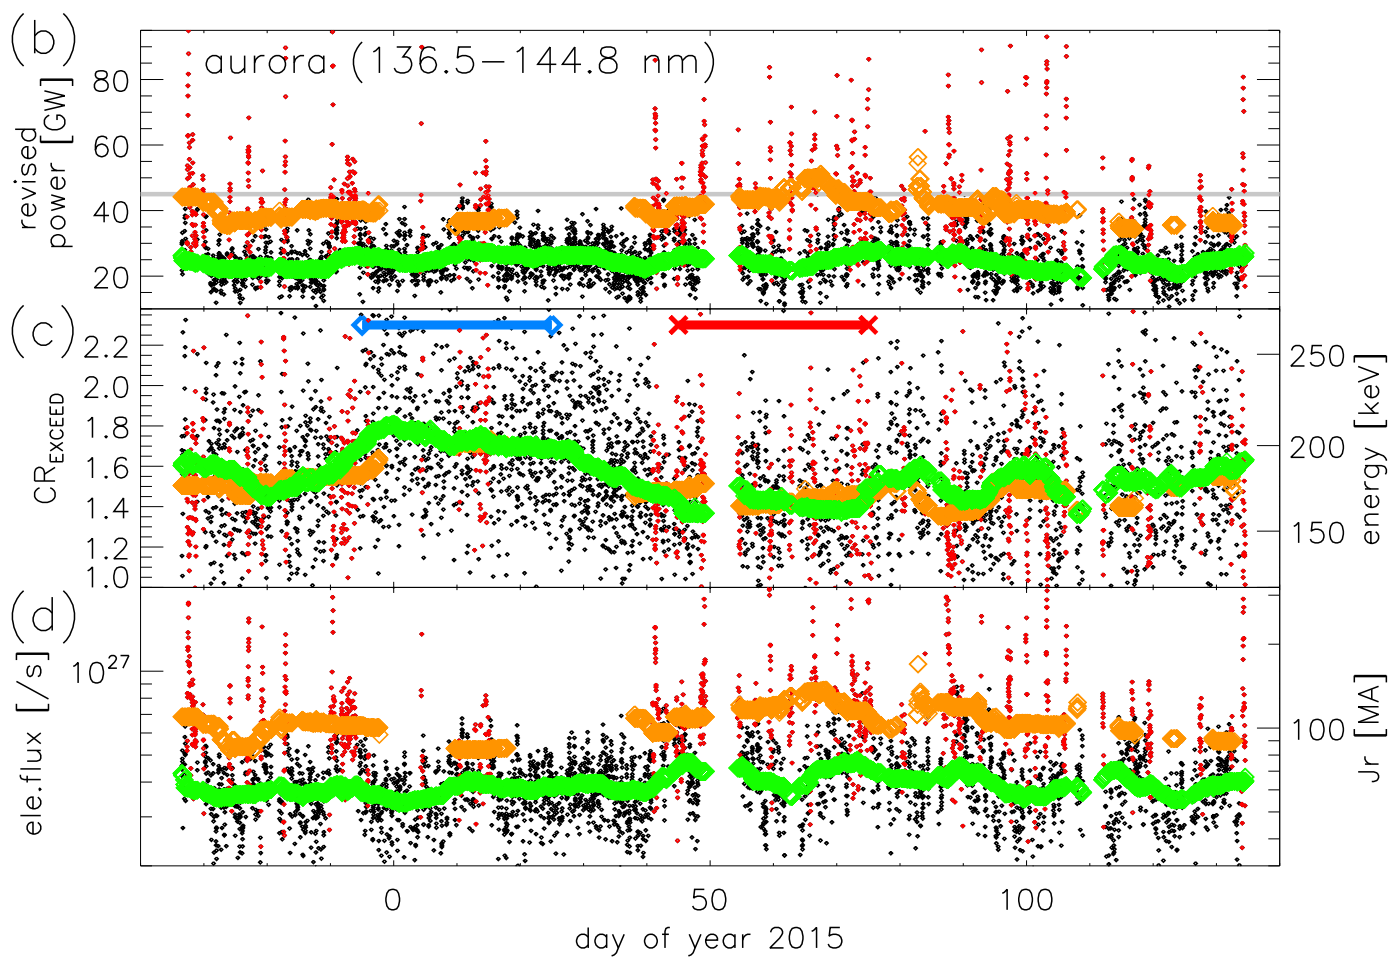 (b)
aurora (136.5–144.8 nm)
revised
power [GW]
80
60
40
20
(c)
CR_EXCEED
2.2
2.0
1.8
1.6
1.4
1.2
1.0
250
200
150
energy [keV]
(d)
ele.flux [/s]
10^27
100
Jr [MA]
0 50 100
day of year 2015